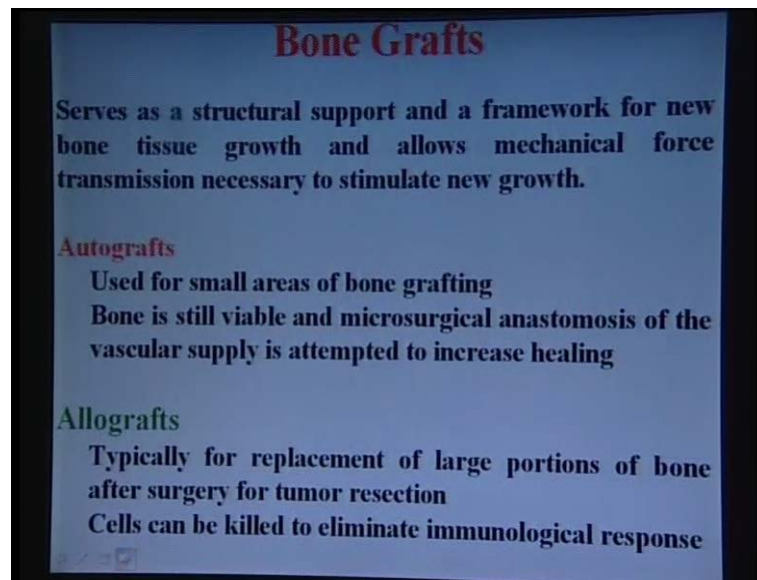 Bone Grafts
Serves as a structural support and a framework for new
bone tissue growth and allows mechanical force
transmission necessary to stimulate new growth.
Autografts
Used for small areas of bone grafting
Bone is still viable and microsurgical anastomosis of the
vascular supply is attempted to increase healing
Allografts
Typically for replacement of large portions of bone
after surgery for tumor resection
Cells can be killed to eliminate immunological response